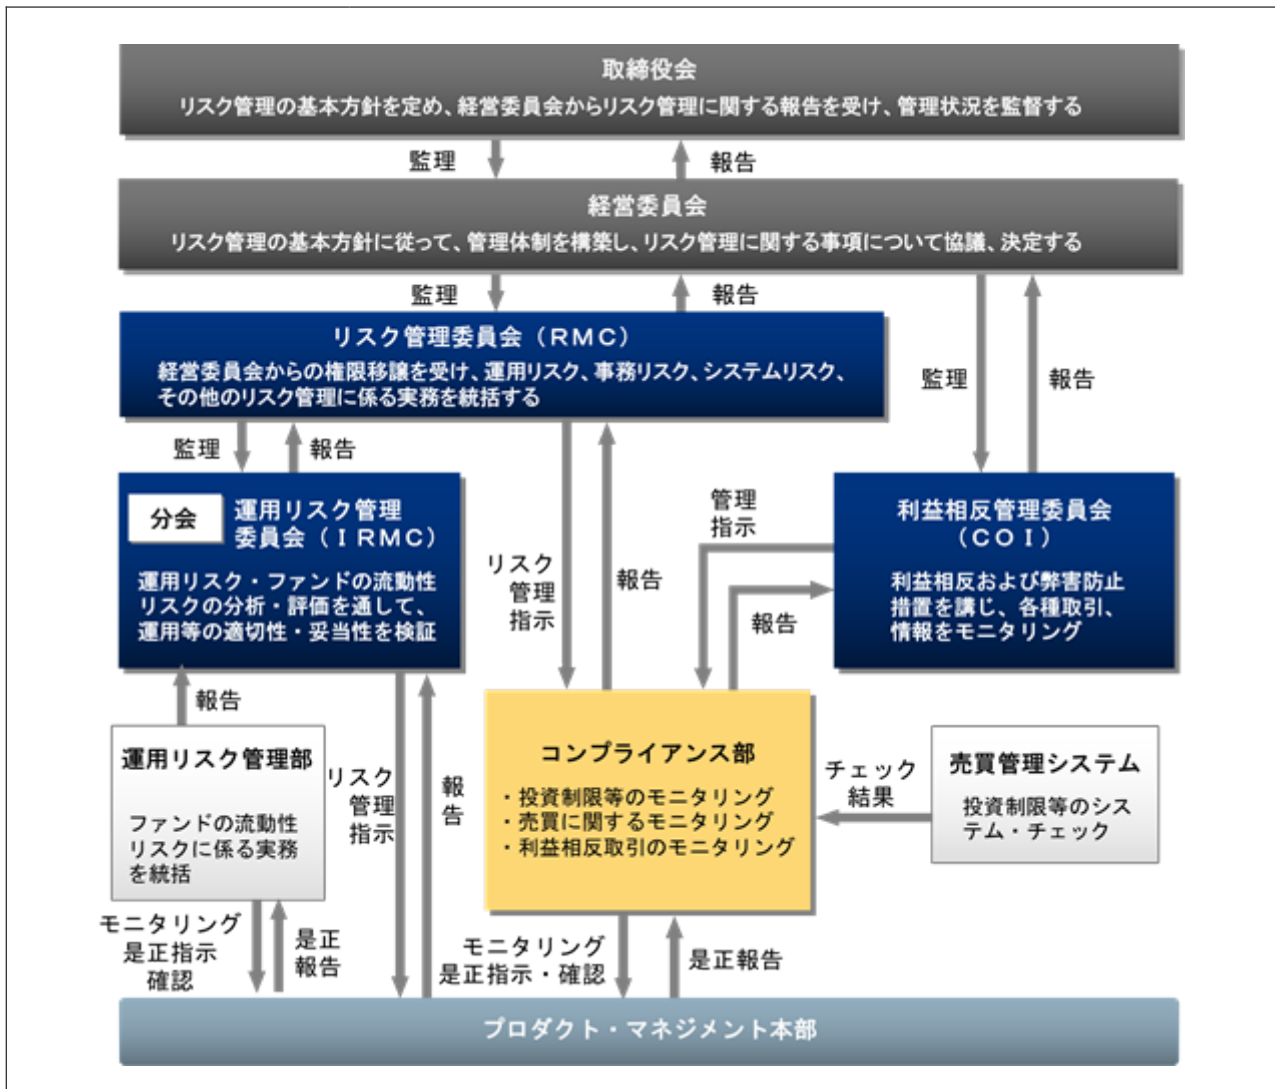 取締役会
リスク管理の基本方針を定め、経営委員会からリスク管理に関する報告を受け、管理状況を監督する
監理
報告
経営委員会
リスク管理の基本方針に従って、管理体制を構築し、リスク管理に関する事項について協議、決定する
監理
報告
リスク管理委員会（ＲＭＣ）
経営委員会からの権限移譲を受け、運用リスク、事務リスク、システムリスク、
その他のリスク管理に係る実務を統括する
監理
報告
監理
報告
分会
運用リスク管理
委員会（ＩＲＭＣ）
運用リスク・ファンドの流動性
リスクの分析・評価を通して、
運用等の適切性・妥当性を検証
リスク
管理
指示
報告
管理
指示
報告
利益相反管理委員会
（ＣＯＩ）
利益相反および弊害防止
措置を講じ、各種取引、
情報をモニタリング
報告
運用リスク管理部
ファンドの流動性
リスクに係る実務
を統括
リスク
管理
指示
報告
コンプライアンス部
・投資制限等のモニタリング
・売買に関するモニタリング
・利益相反取引のモニタリング
チェック
結果
売買管理システム
投資制限等のシス
テム・チェック
モニタリング
是正指示
確認
是正
報告
モニタリング
是正指示・確認
是正報告
プロダクト・マネジメント本部